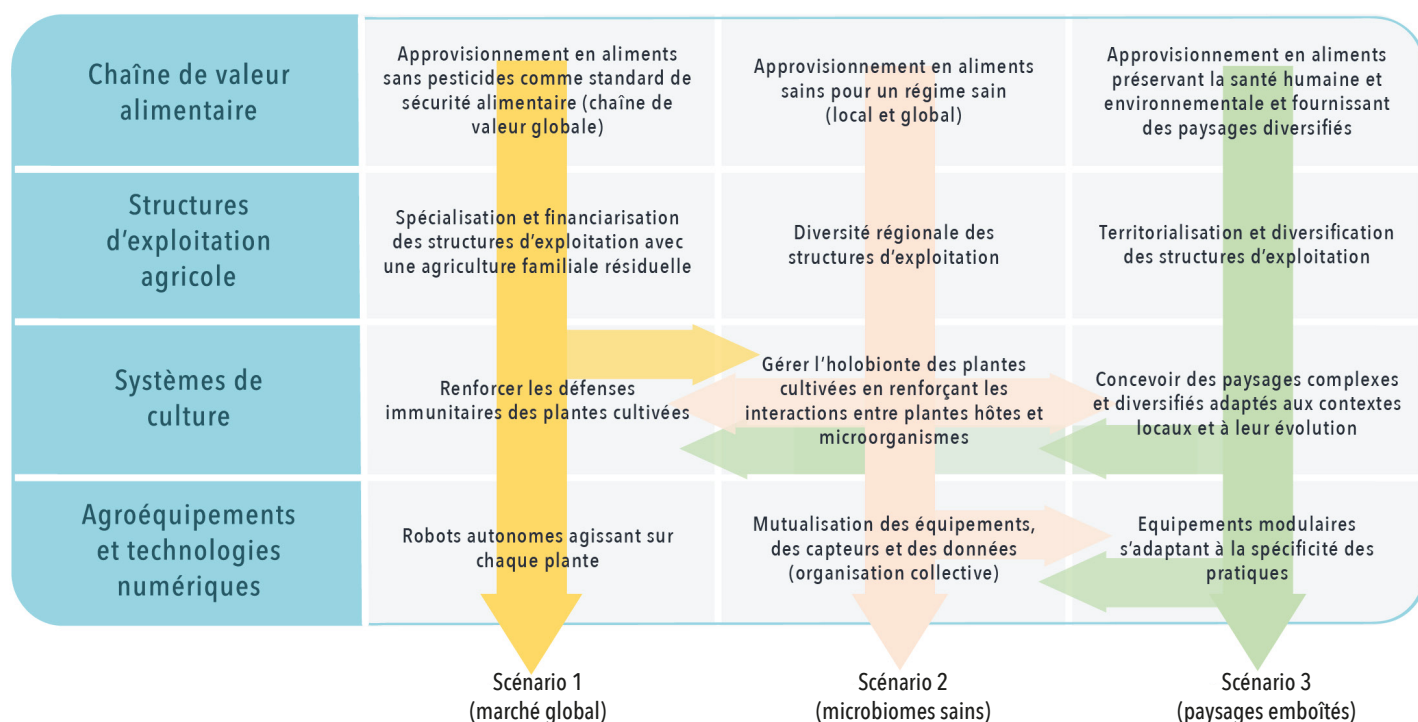 Chaîne de valeur
alimentaire
Approvisionnement en aliments
sans pesticides comme standard de
sécurité alimentaire (chaîne de
valeur globale)
Approvisionnement en aliments
sains pour un régime sain
(local et global)
Approvisionnement en aliments
préservant la santé humaine et
environnementale et fournissant
des paysages diversifiés
Structures
d’exploitation
agricole
Spécialisation et financiarisation
des structures d’exploitation avec
une agriculture familiale résiduelle
Diversité régionale des
structures d’exploitation
Territorialisation et diversification
des structures d’exploitation
Systèmes de
culture
Renforcer les défenses
immunitaires des plantes cultivées
Gérer l’holobionte des plantes
cultivées en renforçant les
interactions entre plantes hôtes et
microorganismes
Concevoir des paysages complexes
et diversifiés adaptés aux contextes
locaux et à leur évolution
Agroéquipements
et technologies
numériques
Robots autonomes agissant sur
chaque plante
Mutualisation des équipements,
des capteurs et des données
(organisation collective)
Equipements modulaires
s’adaptant à la spécificité des
pratiques
Scénario 1
(marché global)
Scénario 2
(microbiomes sains)
Scénario 3
(paysages emboîtés)